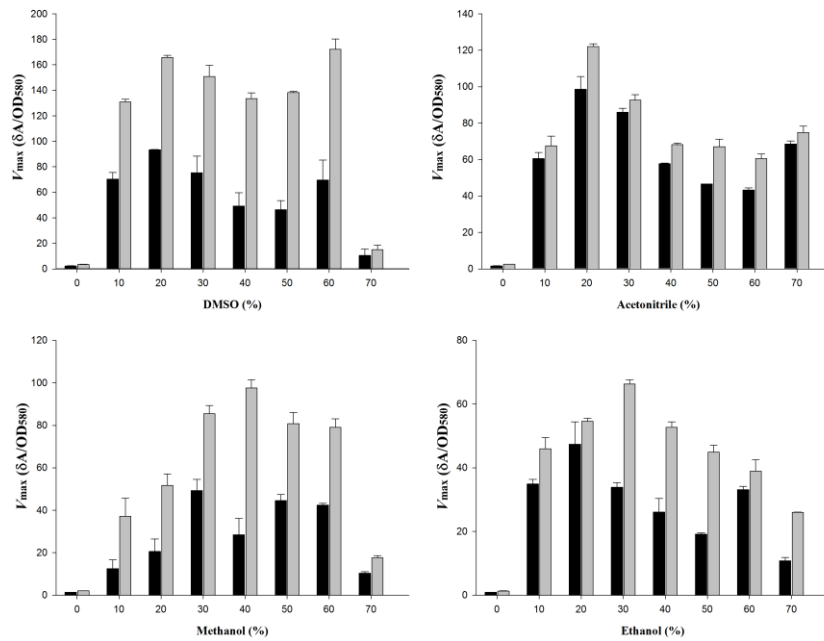 200
180
160
140
120
100
80
60
40
20
0
Vmax (δA/OD580)
0 10 20 30 40 50 60 70
DMSO (%)
140
120
100
80
60
40
20
0
Vmax (δA/OD580)
0 10 20 30 40 50 60 70
Acetonitrile (%)
120
100
80
60
40
20
0
Vmax (δA/OD580)
0 10 20 30 40 50 60 70
Methanol (%)
80
60
40
20
0
Vmax (δA/OD580)
0 10 20 30 40 50 60 70
Ethanol (%)